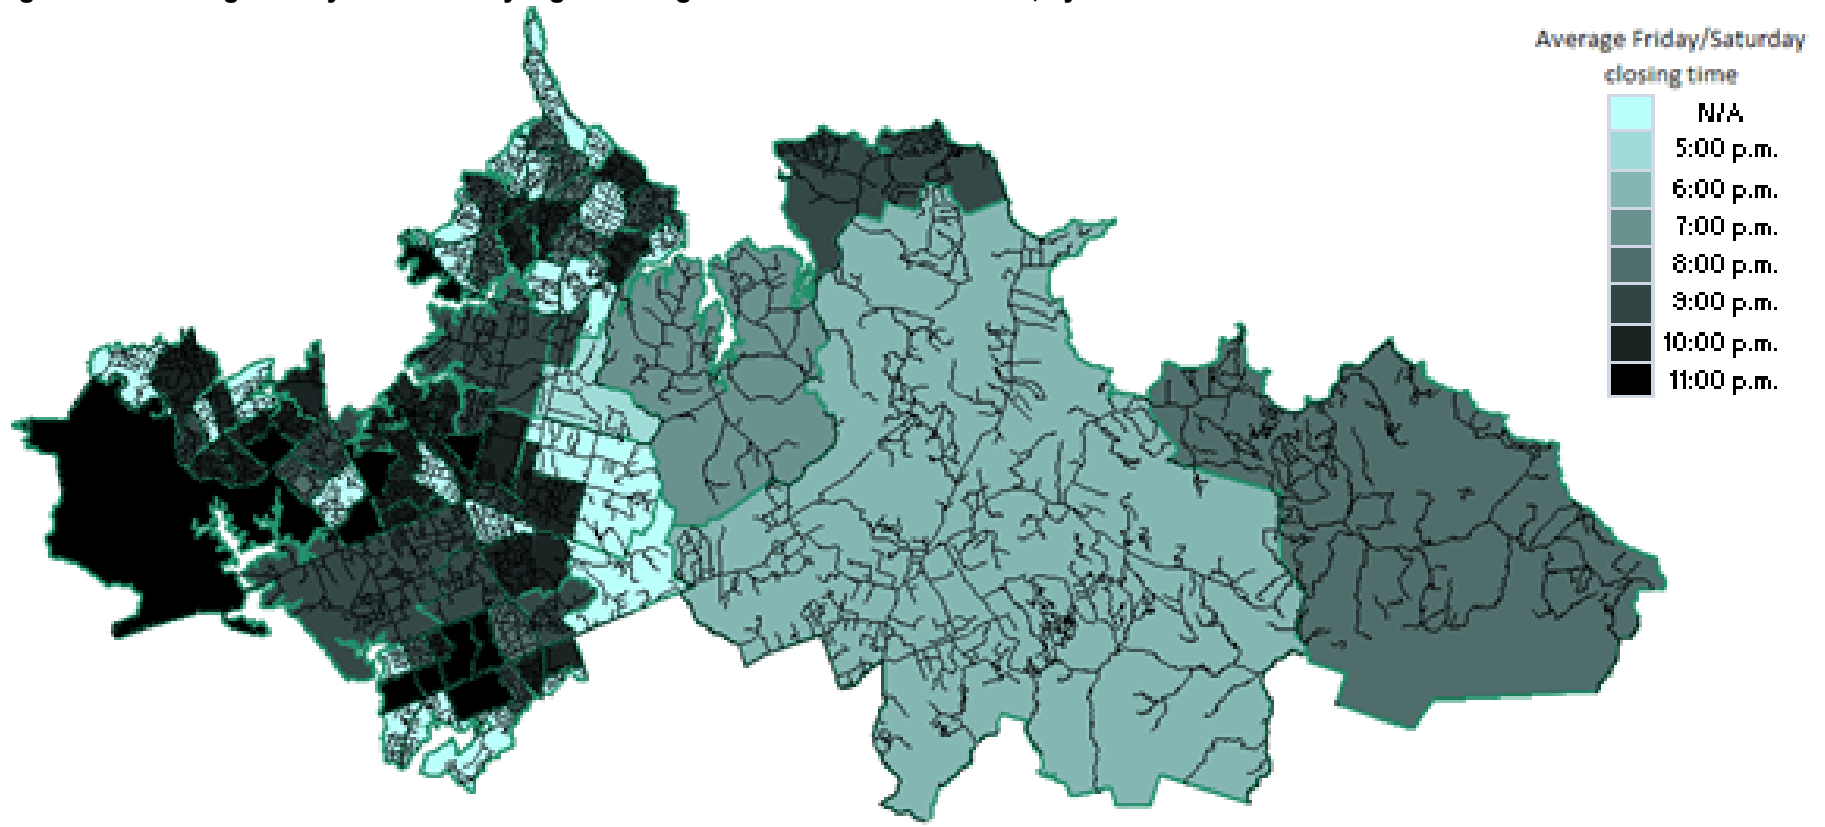 Average Friday/Saturday
closing time
N/A
5:00 p.m.
6:00 p.m.
7:00 p.m.
8:00 p.m.
9:00 p.m.
10:00 p.m.
11:00 p.m.